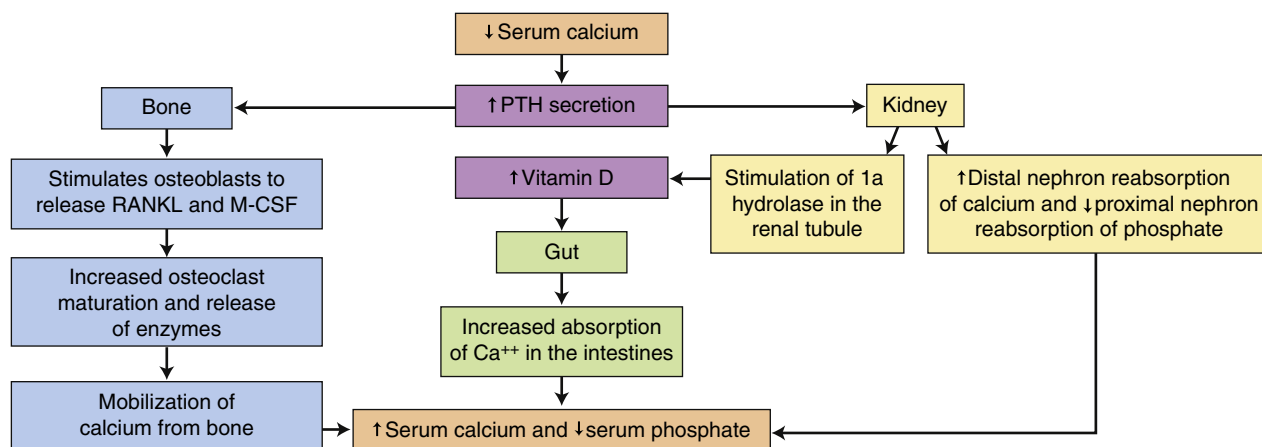 ↓Serum calcium
Bone
↑PTH secretion
Kidney
Stimulates osteoblasts to
release RANKL and M-CSF
↑Vitamin D
Stimulation of 1a
hydrolase in the
renal tubule
↑Distal nephron reabsorption
of calcium and ↓proximal nephron
reabsorption of phosphate
Gut
Increased osteoclast
maturation and release
of enzymes
Increased absorption
of Ca⁺⁺ in the intestines
Mobilization of
calcium from bone
↑Serum calcium and ↓serum phosphate